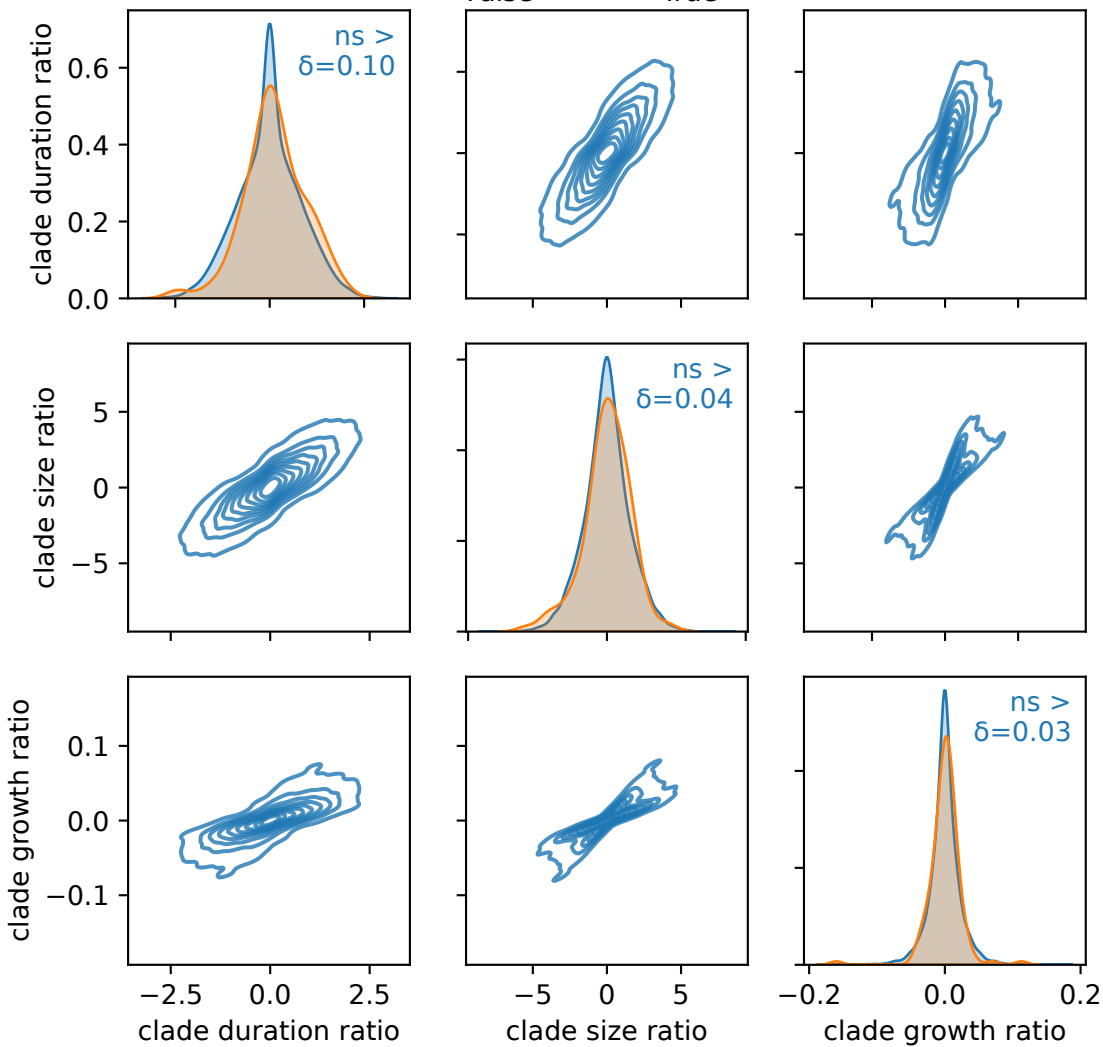 clade duration ratio
0.6
0.4
0.2
0.0
ns >
δ=0.10
clade size ratio
5
0
−5
ns >
δ=0.04
clade growth ratio
0.1
0.0
−0.1
ns >
δ=0.03
−2.5 0.0 2.5
−5 0 5
−0.2 0.0 0.2
clade duration ratio
clade size ratio
clade growth ratio